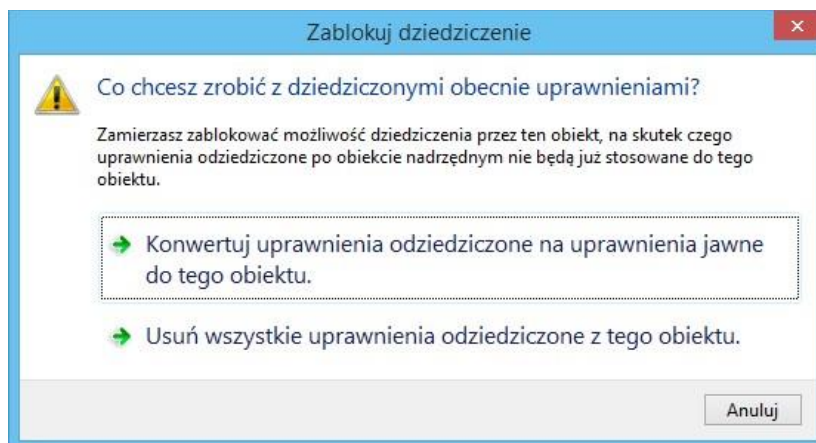 Zablokuj dziedziczenie
Co chcesz zrobić z dziedziczonymi obecnie uprawnieniami?
Zamierzasz zablokować możliwość dziedziczenia przez ten obiekt, na skutek czego
uprawnienia odziedziczone po obiekcie nadrzędnym nie będą już stosowane do tego
obiektu.
Konwertuj uprawnienia odziedziczone na uprawnienia jawne
do tego obiektu.
Usuń wszystkie uprawnienia odziedziczone z tego obiektu.
Anuluj